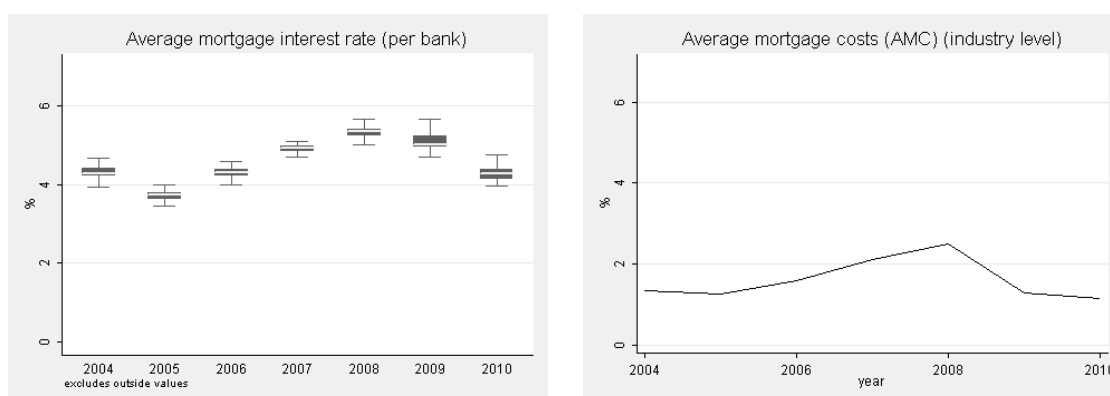 Average mortgage interest rate (per bank)
%
6
4
2
0
2004 2005 2006 2007 2008 2009 2010
excludes outside values
Average mortgage costs (AMC) (industry level)
%
6
4
2
0
2004 2006 2008 2010
year